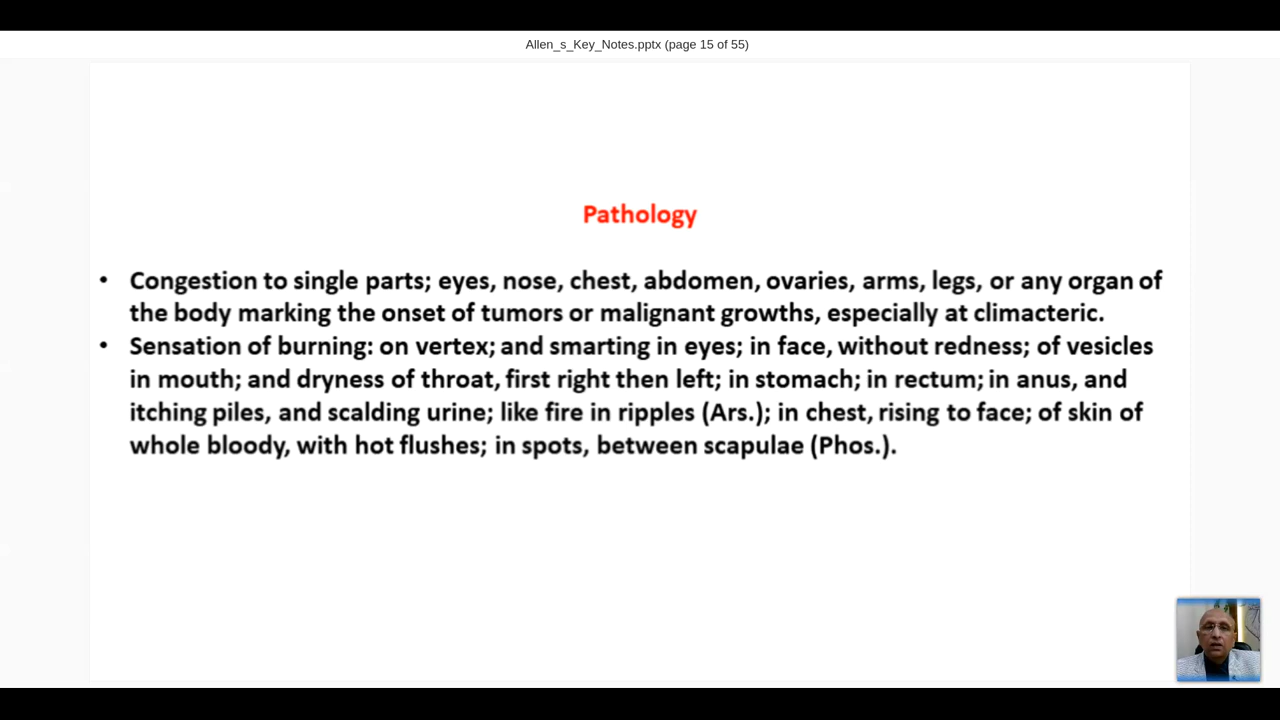 Allen_s_Key_Notes.pptx (page 15 of 55)
Pathology
• Congestion to single parts; eyes, nose, chest, abdomen, ovaries, arms, legs, or any organ of
the body marking the onset of tumors or malignant growths, especially at climacteric.
• Sensation of burning: on vertex; and smarting in eyes; in face, without redness; of vesicles
in mouth; and dryness of throat, first right then left; in stomach; in rectum; in anus, and
itching piles, and scalding urine; like fire in ripples (Ars.); in chest, rising to face; of skin of
whole bloody, with hot flushes; in spots, between scapulae (Phos.).